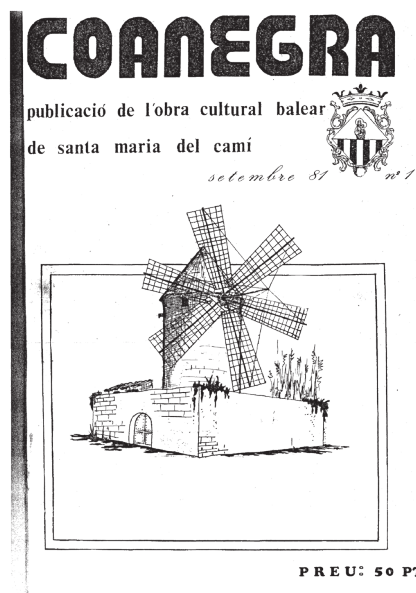 COANEGRA
publicació de l'obra cultural balear
de santa maria del camí
setembre 81 nº 1
PREU: 50 PT